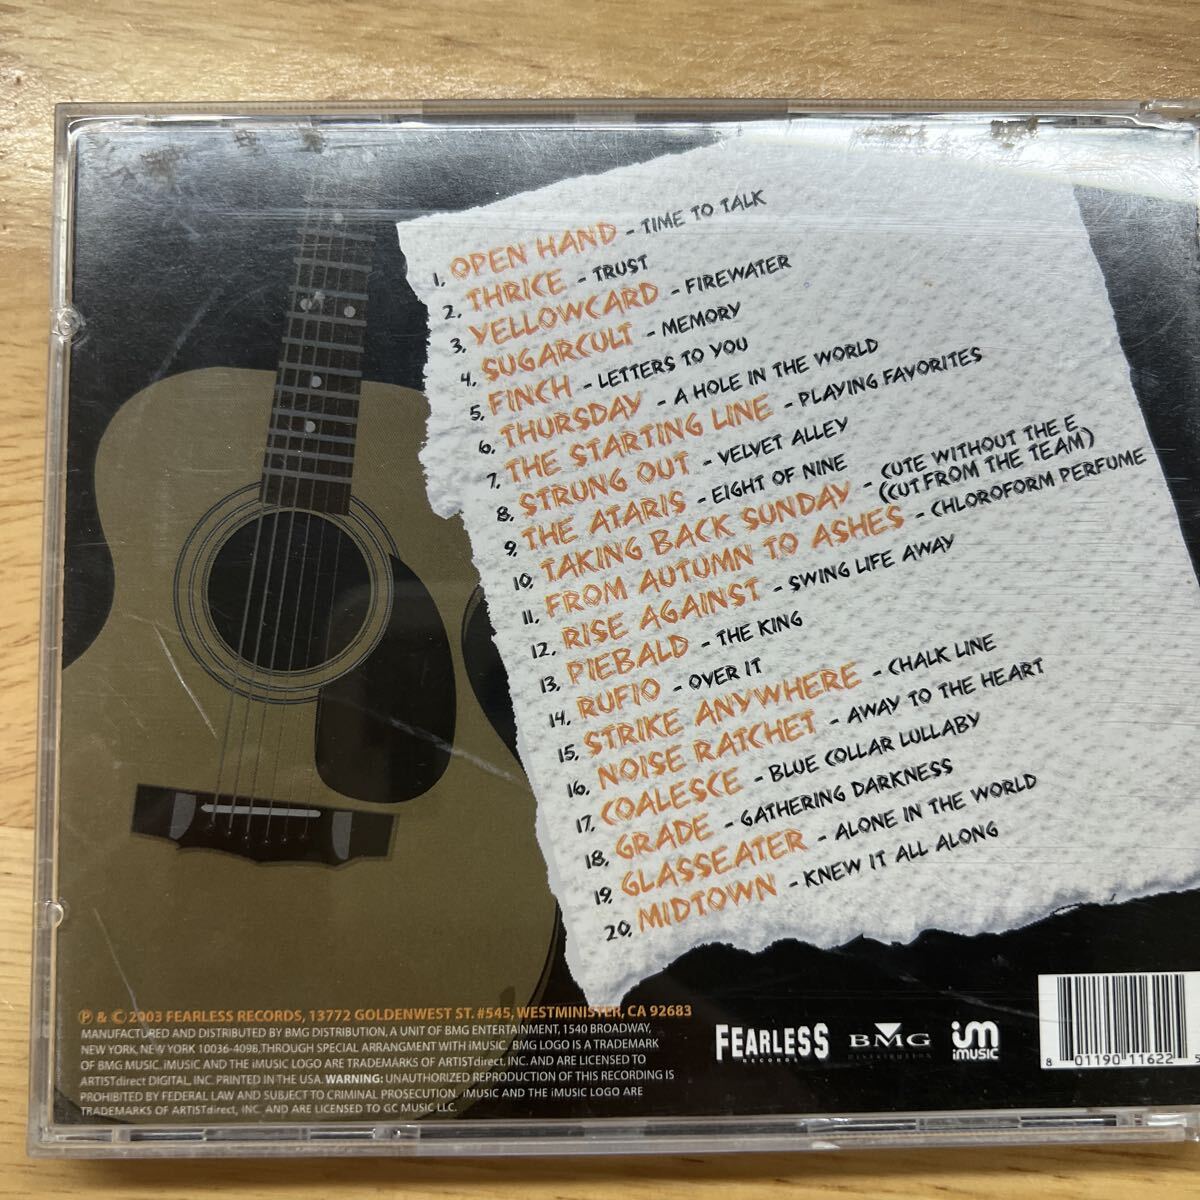 1. OPEN HAND - TIME TO TALK
2. THRICE - TRUST
3. YELLOWCARD - FIREWATER
4. SUGARCULT - MEMORY
5. FINCH - LETTERS TO YOU
6. THURSDAY - A HOLE IN THE WORLD
7. THE STARTING LINE - PLAYING FAVORITES
8. STRUNG OUT - VELVET ALLEY
9. THE ATARIS - EIGHT OF NINE
10. TAKING BACK SUNDAY - CUTE WITHOUT THE E
(CUT FROM THE TEAM)
11. FROM AUTUMN TO ASHES - CHLOROFORM PERFUME
12. RISE AGAINST - SWING LIFE AWAY
13. PIEBALD - THE KING
14. RUFIO - OVER IT
15. STRIKE ANYWHERE - CHALK LINE
16. NOISE RATCHET - AWAY TO THE HEART
17. COALESCE - BLUE COLLAR LULLABY
18. GRADE - GATHERING DARKNESS
19. GLASSEATER - ALONE IN THE WORLD
20. MIDTOWN - KNEW IT ALL ALONG
℗ & © 2003 FEARLESS RECORDS, 13772 GOLDENWEST ST. #545, WESTMINISTER, CA 92683
MANUFACTURED AND DISTRIBUTED BY BMG DISTRIBUTION, A UNIT OF BMG ENTERTAINMENT, 1540 BROADWAY,
NEW YORK, NEW YORK 10036-4098, THROUGH SPECIAL ARRANGMENT WITH iMUSIC. BMG LOGO IS A TRADEMARK
OF BMG MUSIC. iMUSIC AND THE iMUSIC LOGO ARE TRADEMARKS OF ARTISTdirect, INC. AND ARE LICENSED TO
ARTISTdirect DIGITAL, INC. PRINTED IN THE USA. WARNING: UNAUTHORIZED REPRODUCTION OF THIS RECORDING IS
PROHIBITED BY FEDERAL LAW AND SUBJECT TO CRIMINAL PROSECUTION. iMUSIC AND THE iMUSIC LOGO ARE
TRADEMARKS OF ARTISTdirect, INC. AND ARE LICENSED TO GC MUSIC LLC.
FEARLESS
RECORDS
BMG
DISTRIBUTION
im
iMUSIC
8 01190 11622 5